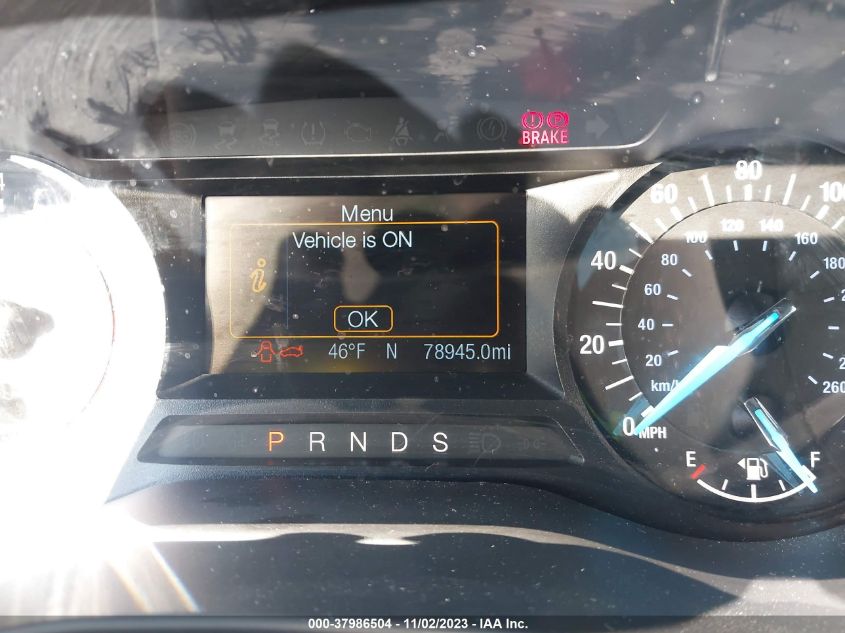 BRAKE
Menu
Vehicle is ON
OK
46°F N 78945.0mi
P R N D S
0 20 40 60 80 100
MPH
20 40 60 80 100 120 140 160 180 260
km/
E F
000-37986504 - 11/02/2023 - IAA Inc.